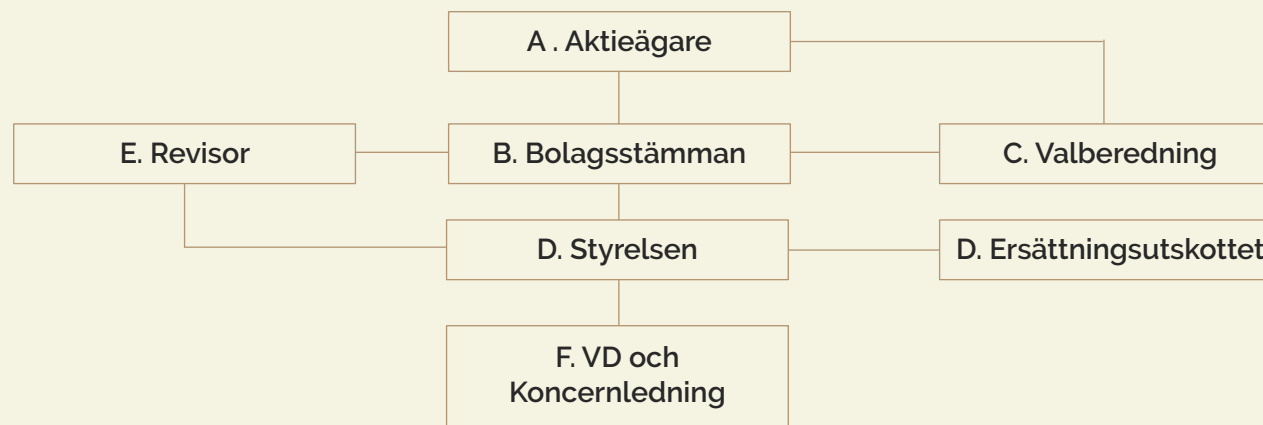 A . Aktieägare
E. Revisor
B. Bolagsstämman
C. Valberedning
D. Styrelsen
D. Ersättningsutskottet
F. VD och
Koncernledning